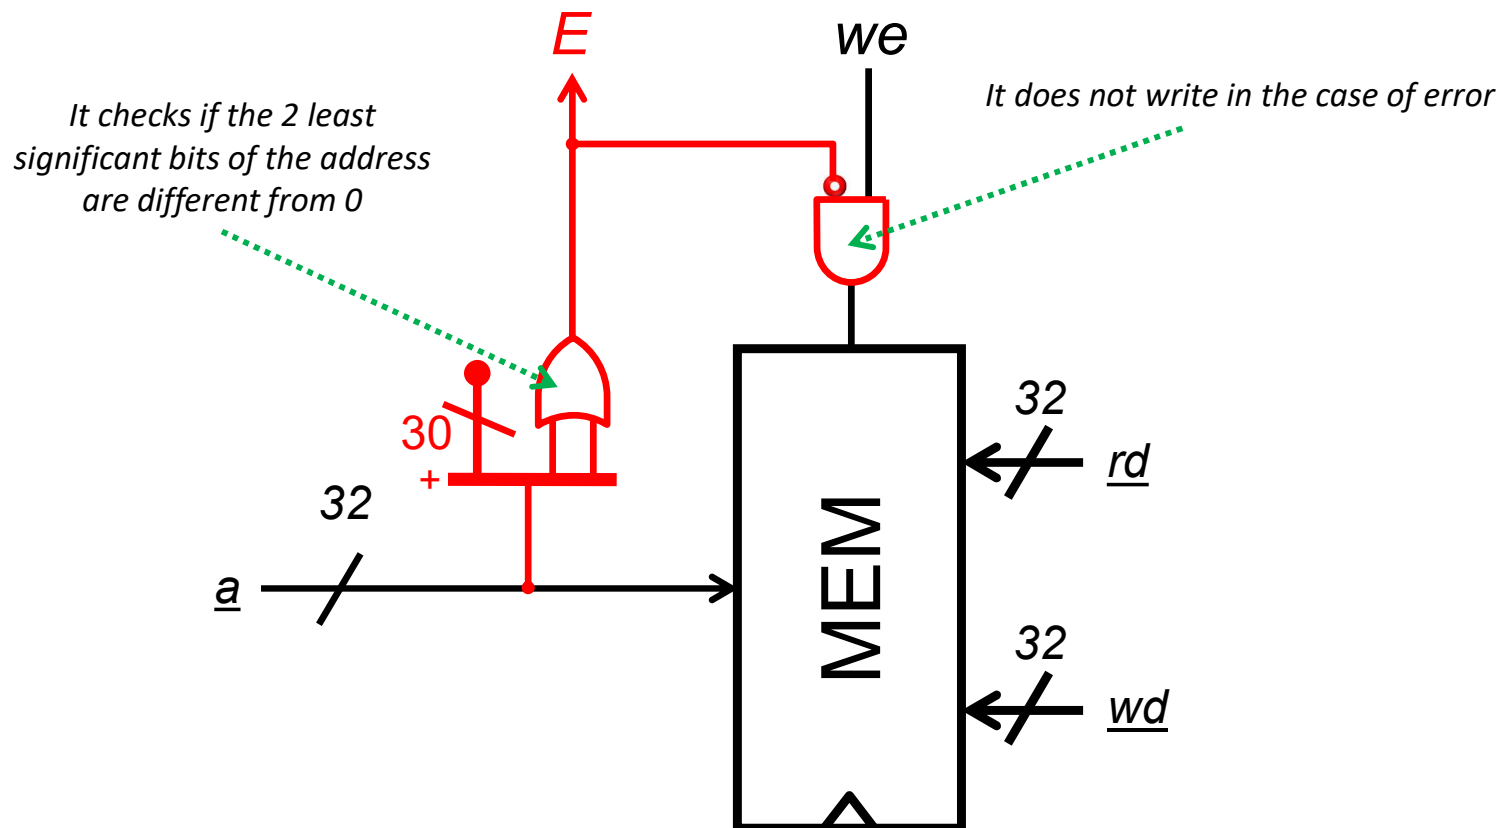 E
we
It checks if the 2 least
significant bits of the address
are different from 0
It does not write in the case of error
30
+
32
a
MEM
32
rd
32
wd